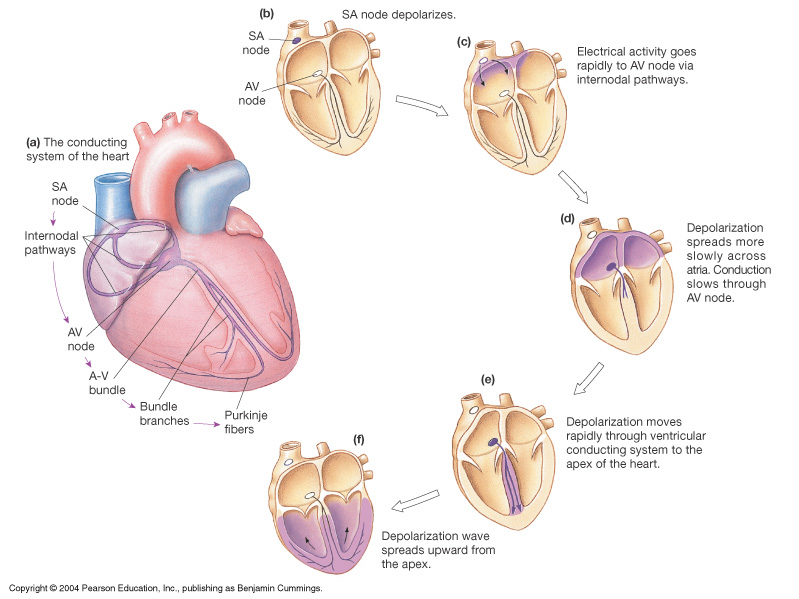 (b)
SA node depolarizes.
SA
node
AV
node
(c)
Electrical activity goes
rapidly to AV node via
internodal pathways.
(a) The conducting
system of the heart
SA
node
Internodal
pathways
AV
node
A-V
bundle
Bundle
branches
Purkinje
fibers
(d)
Depolarization
spreads more
slowly across
atria. Conduction
slows through
AV node.
(e)
Depolarization moves
rapidly through ventricular
conducting system to the
apex of the heart.
(f)
Depolarization wave
spreads upward from
the apex.
Copyright © 2004 Pearson Education, Inc., publishing as Benjamin Cummings.